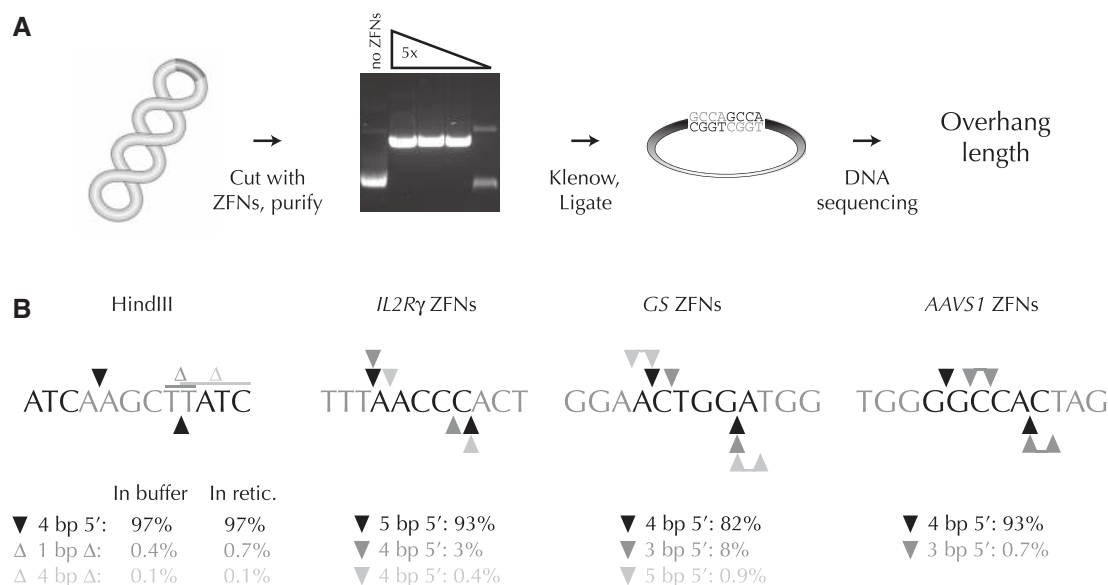 A
no ZFNs
5x
Cut with
ZFNs, purify
Klenow,
Ligate
GCCAGCCA
CGGTCGGT
DNA
sequencing
Overhang
length
B
HindIII
IL2Rγ ZFNs
GS ZFNs
AAVS1 ZFNs
Δ Δ
ATCAAGCTTATC
TTTAACCCCACT
GGAACTGGATGG
TGGGGCCACTAG
In buffer In retic.
▼ 4 bp 5’: 97% 97%
Δ 1 bp Δ: 0.4% 0.7%
Δ 4 bp Δ: 0.1% 0.1%
▼ 5 bp 5’: 93%
▼ 4 bp 5’: 3%
▼ 4 bp 5’: 0.4%
▼ 4 bp 5’: 82%
▼ 3 bp 5’: 8%
▼ 5 bp 5’: 0.9%
▼ 4 bp 5’: 93%
▼ 3 bp 5’: 0.7%